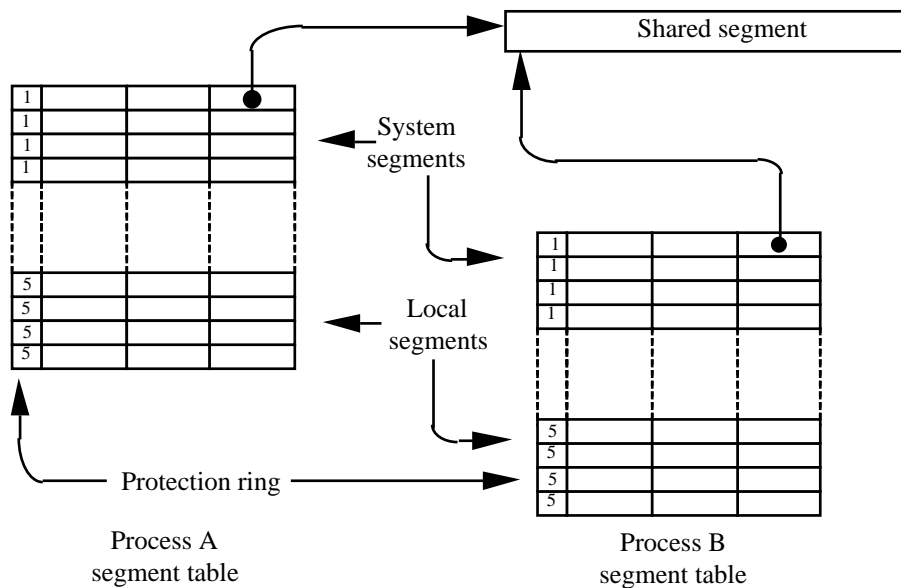 Shared segment
1
1
1
1
System
segments
5
5
5
5
Local
segments
1
1
1
1
5
5
5
5
Protection ring
Process A
segment table
Process B
segment table